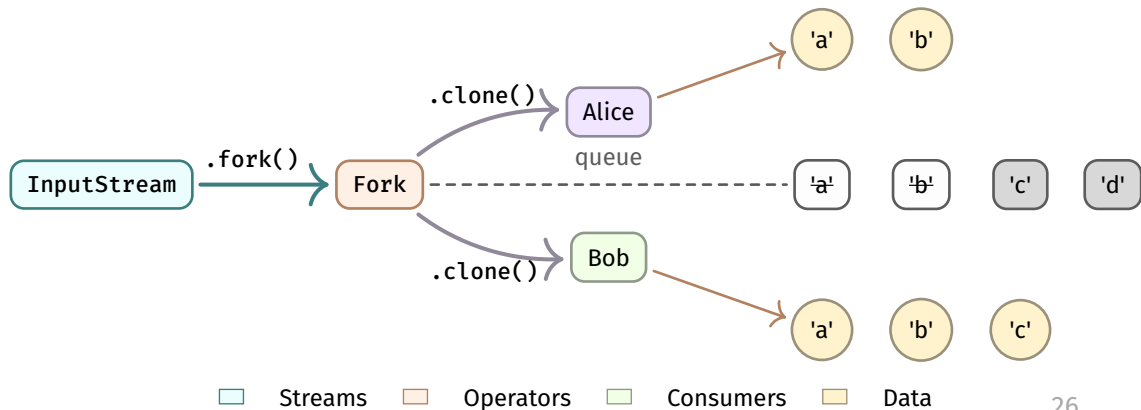 'a' 'b'
.clone()
Alice
.fork()
queue
InputStream
Fork
'a' 'b' 'c' 'd'
.clone()
Bob
'a' 'b' 'c'
Streams Operators Consumers Data
26